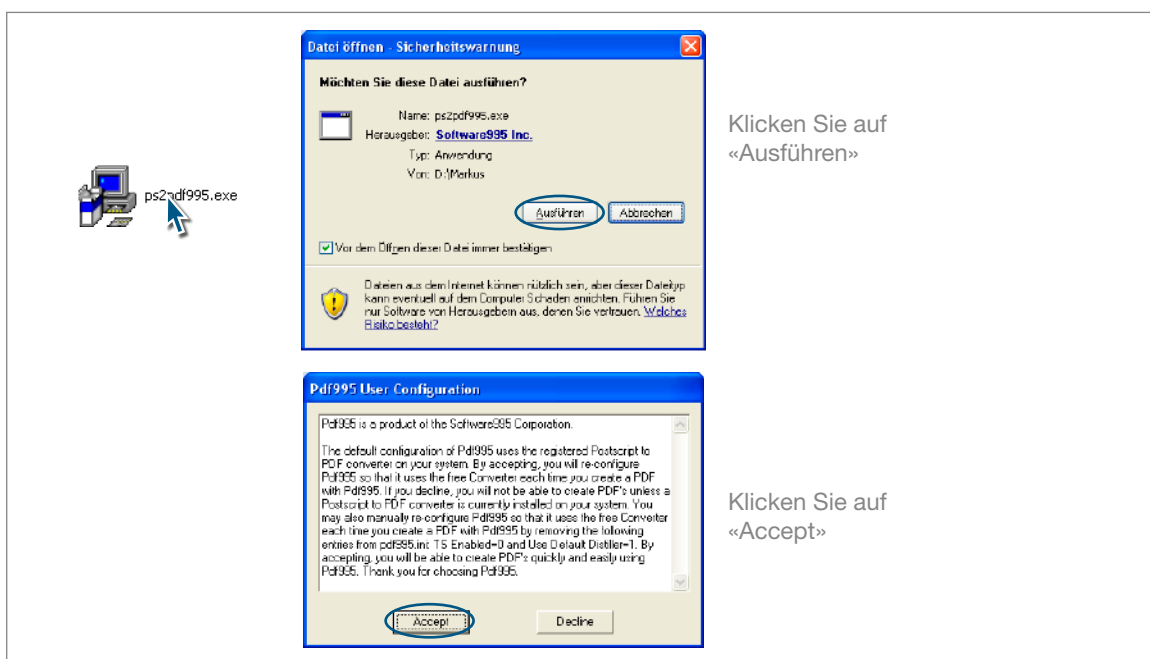 ps2pdf995.exe
Datei öffnen - Sicherheitswarnung
Möchten Sie diese Datei ausführen?
Name: ps2pdf995.exe
Herausgeber: Software995 Inc.
Typ: Anwendung
Von: D:\Markus
Ausführen
Abbrechen
Vor dem Öffnen dieser Datei immer bestätigen
Dateien aus dem Internet können nützlich sein, aber dieser Dateityp
kann eventuell auf dem Computer Schaden anrichten. Führen Sie
nur Software von Herausgebern aus, denen Sie vertrauen. Welches
Risiko besteht?
Klicken Sie auf
«Ausführen»
Pdf995 User Configuration
Pdf995 is a product of the Software995 Corporation.
The default configuration of Pdf995 uses the registered Postscript to
PDF converter on your system. By accepting, you will re-configure
Pdf995 so that it uses the free Converter each time you create a PDF
with Pdf995. If you decline, you will not be able to create PDF's unless a
Postscript to PDF converter is currently installed on your system. You
may also manually re-configure Pdf995 so that it uses the free Converter
each time you create a PDF with Pdf995 by removing the following
entries from pdf995.ini: TS Enabled=0 and Use Default Distiller=1. By
accepting, you will be able to create PDF's quickly and easily using
Pdf995. Thank you for choosing Pdf995.
Accept
Decline
Klicken Sie auf
«Accept»